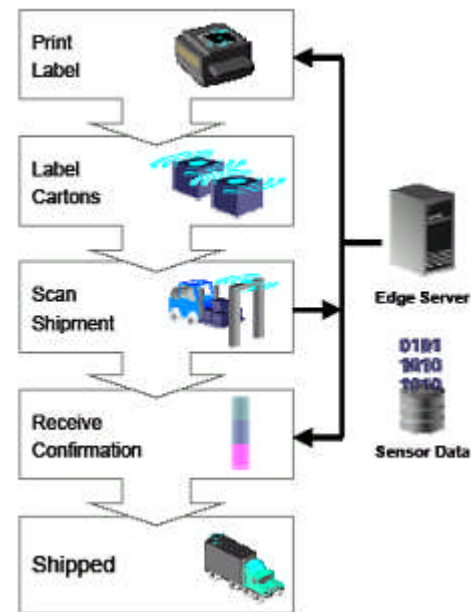 Print
Label
Label
Cartons
Scan
Shipment
Edge Server
0101
1010
1010
Receive
Confirmation
Sensor Data
Shipped